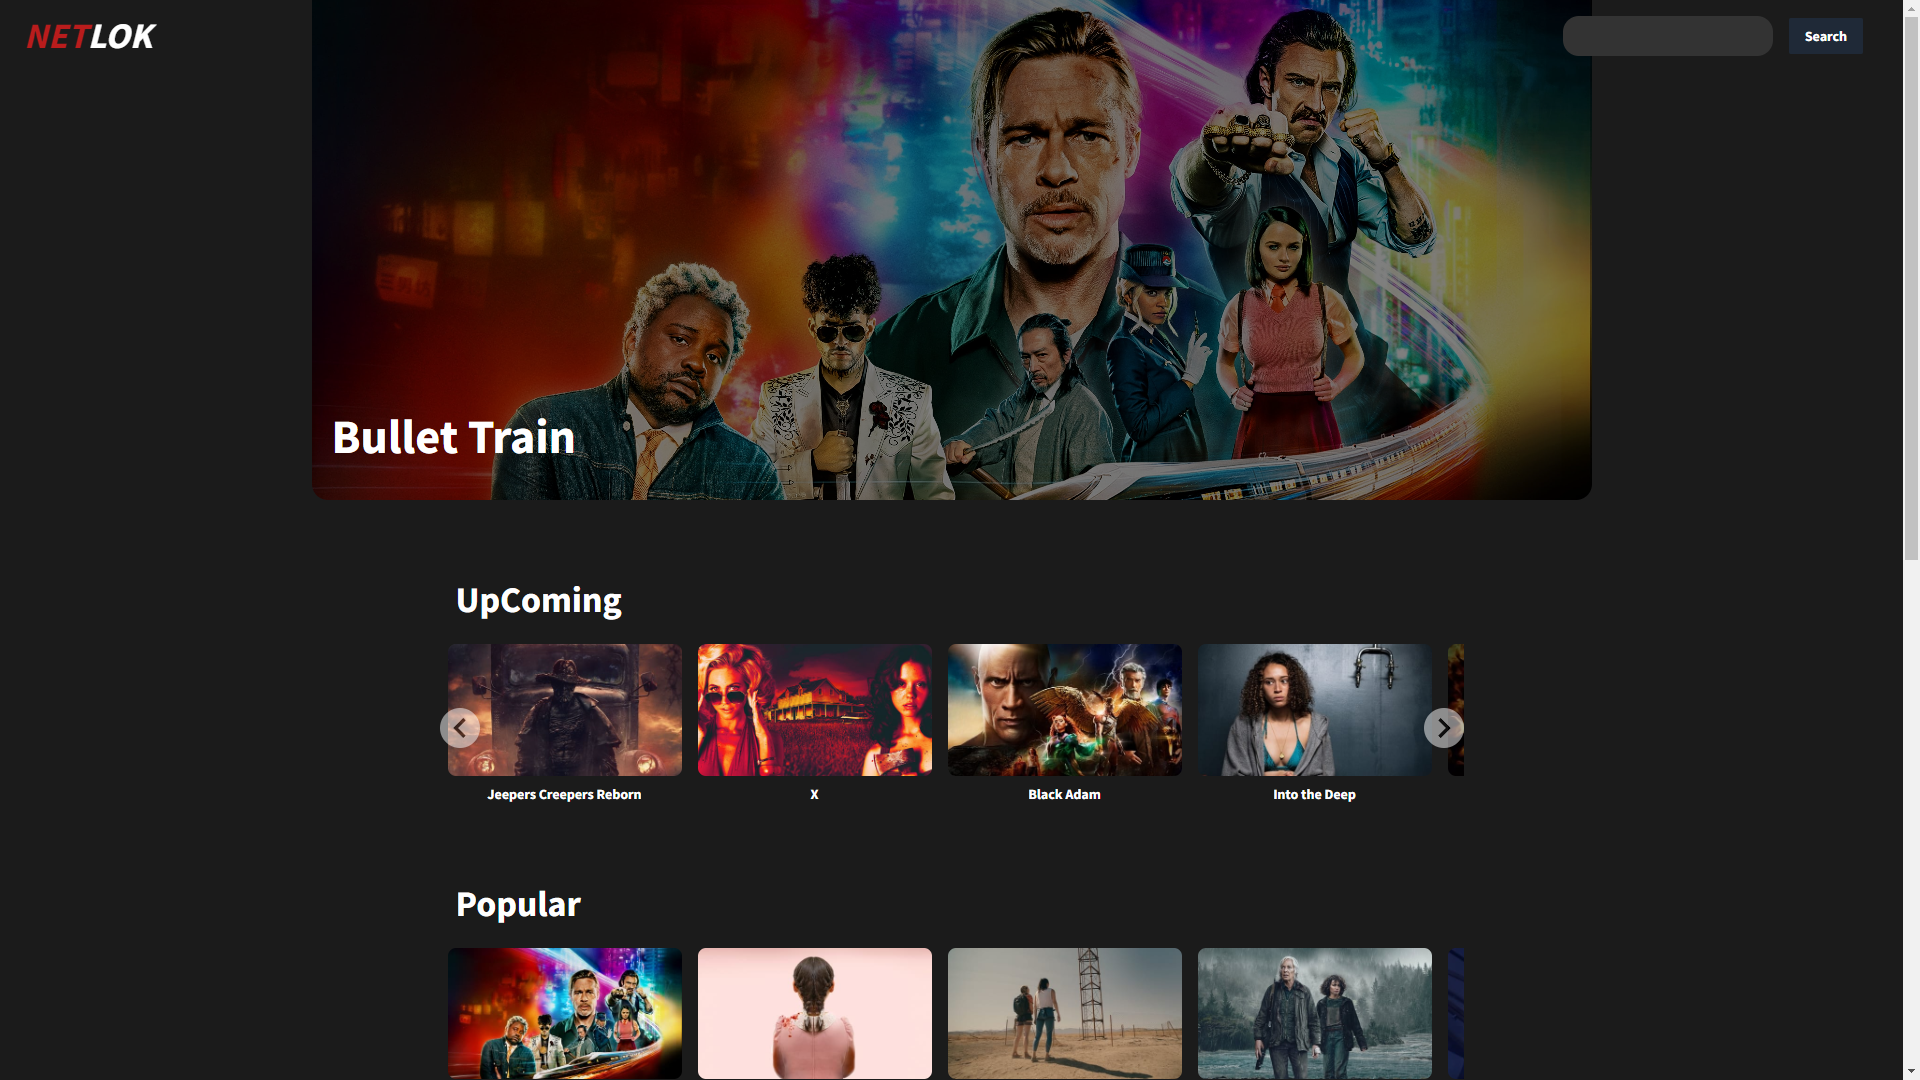 NETLOK
Search
Bullet Train
UpComing
Jeepers Creepers Reborn
X
Black Adam
Into the Deep
Popular